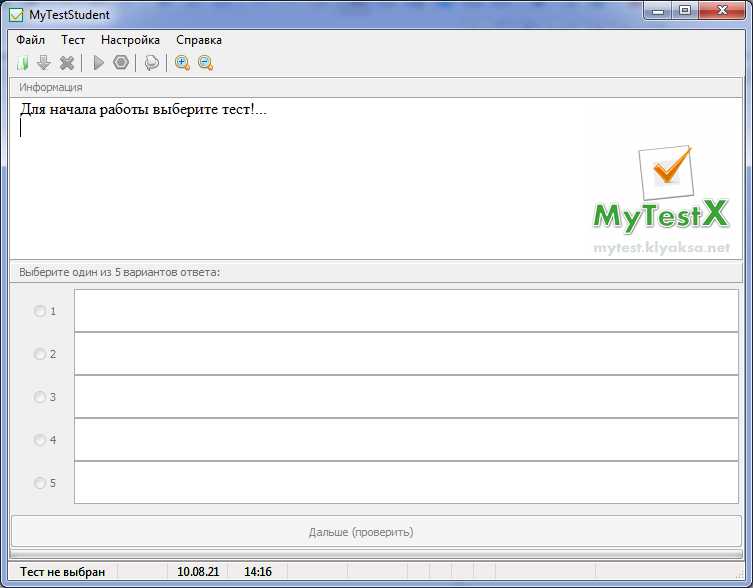 MyTestStudent
Файл Тест Настройка Справка
Информация
Для начала работы выберите тест!...
MyTestX
mytest.klyaksa.net
Выберите один из 5 вариантов ответа:
1
2
3
4
5
Дальше (проверить)
Тест не выбран 10.08.21 14:16